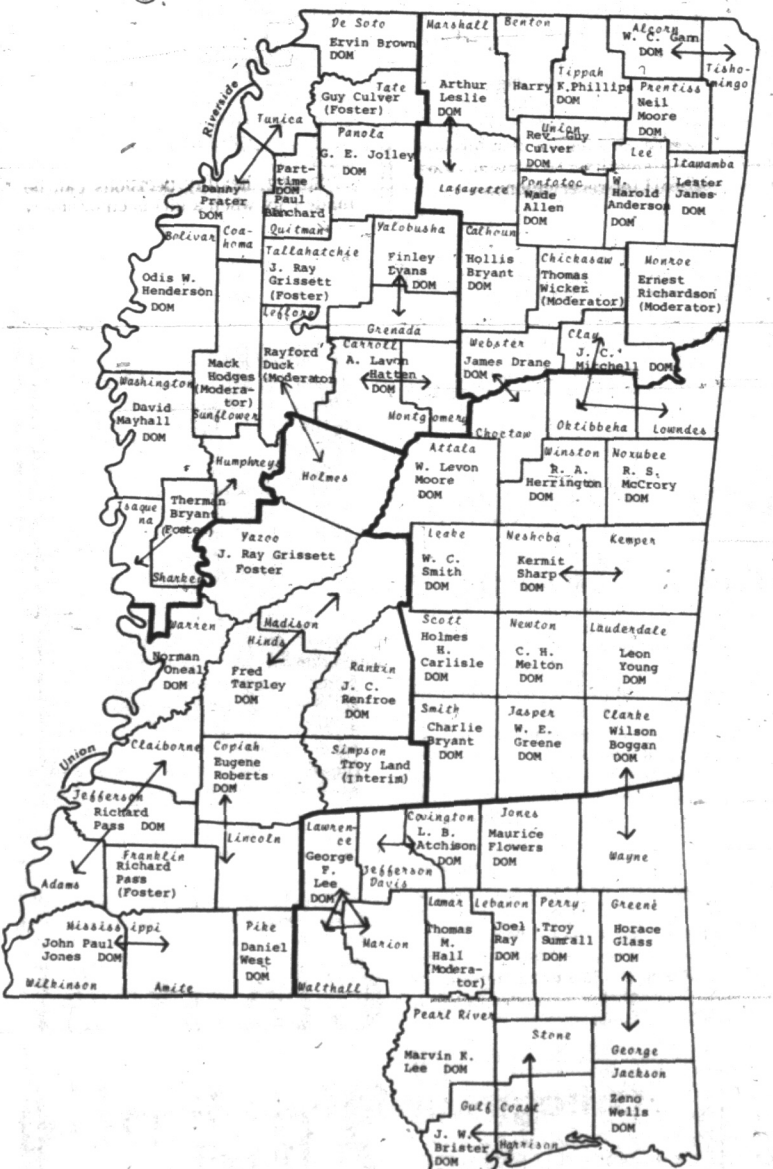 De Soto
Ervin Brown
DOM
Marshall
Arthur
Leslie
DOM
Benton
Harry K.Phillips
DOM
Tippah
Alcorn
W. C. Gann
DOM
Tisho-
mingo
Prentiss
Neil
Moore
DOM
Tate
Guy Culver
(Foster)
Riverside
Tunica
Danny
Prater
DOM
Coa-
homa
Part-
time
DOM
Paul
Blanchard
Quitman
Panola
G. E. Jolley
DOM
Lafayette
Union
Rev. Guy
Culver
DOM
Pontotoc
Wade
Allen
DOM
Lee
W.
Harold
Anderson
DOM
Itawamba
Lester
Janes
DOM
Bolivar
Odis W.
Henderson
DOM
Tallahatchie
J. Ray
Grissett
(Foster)
Yalobusha
Finley
Evans
DOM
Grenada
Calhoun
Hollis
Bryant
DOM
Chickasaw
Thomas
Wicker
(Moderator)
Monroe
Ernest
Richardson
(Moderator)
Leflore
Rayford
Duck
(Moderator
Carroll
A. Lavon
Hatten
DOM
Montgomery
Webster
James Drane
DOM
Clay
J. C.
Mitchell DOM
Washington
David
Mayhall
DOM
Mack
Hodges
(Modera-
tor)
Sunflower
Choctaw
Oktibbeha
Lowndes
Humphreys
Holmes
Attala
W. Levon
Moore
DOM
Winston
R. A.
Herrington
DOM
Noxubee
R. S.
McCrory
DOM
Issaque
na
Therman
Bryant
(Foster)
Sharkey
Yazoo
J. Ray Grissett
Foster
Leake
W. C.
Smith
DOM
Neshoba
Kermit
Sharp
DOM
Kemper
Warren
Norman
Oneal
DOM
Madison
Hinds
Fred
Tarpley
DOM
Rankin
J. C.
Renfroe
DOM
Scott
Holmes
H.
Carlisle
DOM
Newton
C. H.
Melton
DOM
Lauderdale
Leon
Young
DOM
Smith
Charlie
Bryant
DOM
Jasper
W. E.
Greene
DOM
Clarke
Wilson
Boggan
DOM
Union
Claiborne
Copiah
Eugene
Roberts
DOM
Simpson
Troy Land
(Interim)
Jefferson
Richard
Pass DOM
Lincoln
Lawren-
ce
George
F.
Lee
DOM
Jefferson
Davis
Covington
L. B.
Atchison
DOM
Jones
Maurice
Flowers
DOM
Wayne
Adams
Franklin
Richard
Pass
(Foster)
Mississippi
John Paul
Jones DOM
Wilkinson
Amite
Pike
Daniel
West
DOM
Walthall
Marion
Lamar
Thomas
M.
Hall
(Modera-
tor)
Lebanon
Joel
Ray
DOM
Perry
Troy
Sumrall
DOM
Greene
Horace
Glass
DOM
Pearl River
Marvin K.
Lee DOM
Stone
George
Jackson
Zeno
Wells
DOM
Gulf Coast
J. W.
Brister
DOM
Harrison